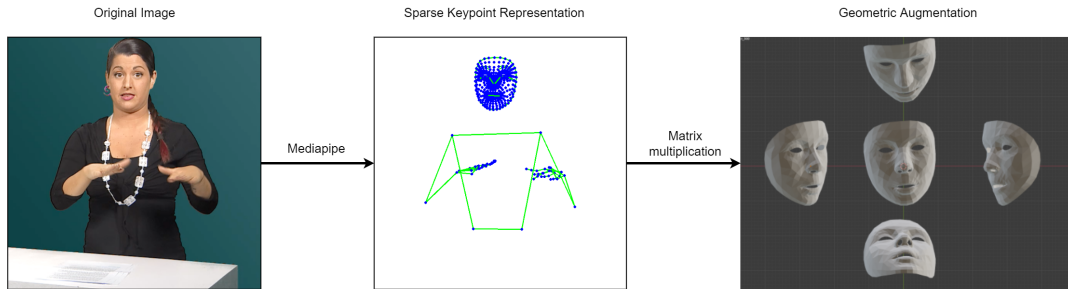 Original Image
Sparse Keypoint Representation
Geometric Augmentation
Mediapipe
Matrix
multiplication